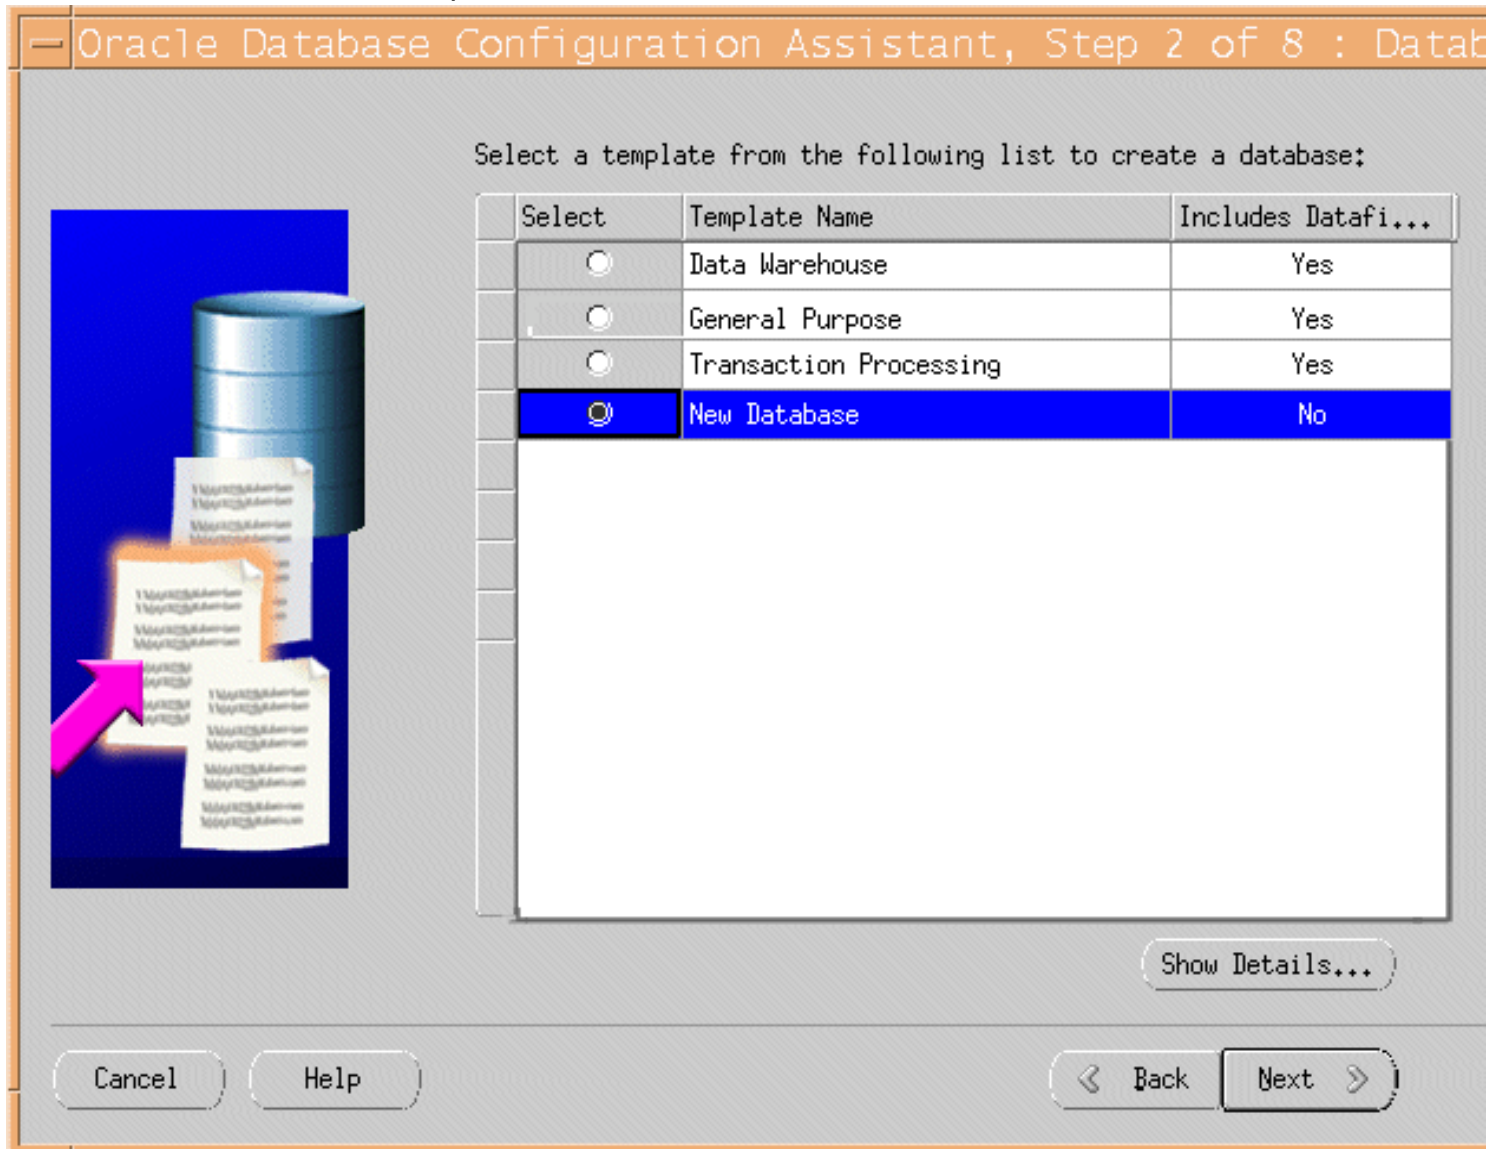 Oracle Database Configuration Assistant, Step 2 of 8 : Datab
Select a template from the following list to create a database:
Select Template Name Includes Datafi...
Data Warehouse Yes
General Purpose Yes
Transaction Processing Yes
New Database No
Show Details...
Cancel Help Back Next